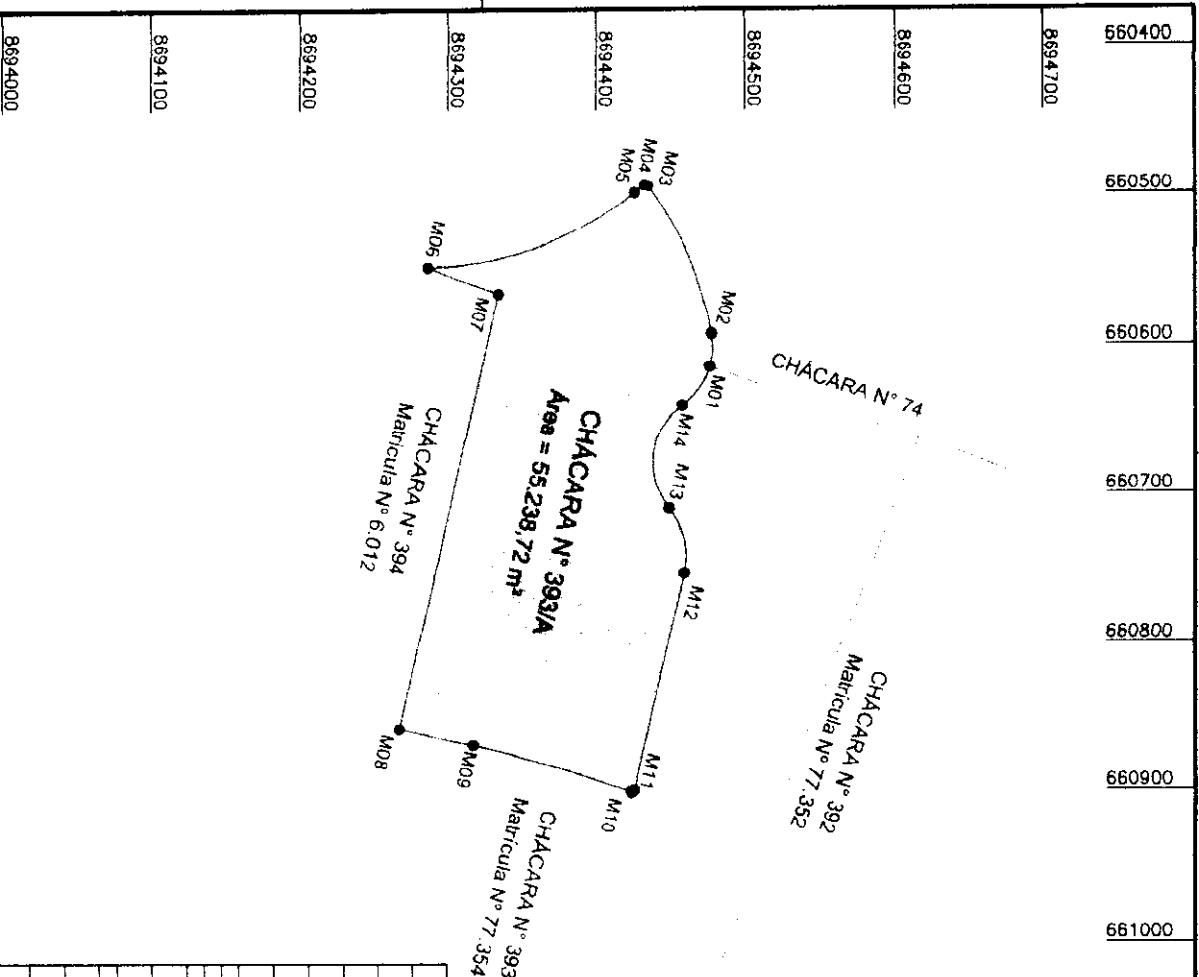 8694000
8694100
8694200
8694300
8694400
8694500
8694600
8694700
660400
660500
660600
660700
660800
660900
661000
M03
M04
M05
M06
M07
M02
M01
M14
M13
M12
M11
M10
M09
M08
CHÁCARA N° 74
CHÁCARA N° 392
Matrícula N° 77.352
CHÁCARA N° 393/A
Área = 55.238,72 m²
CHÁCARA N° 394
Matrícula N° 6.012
CHÁCARA N° 393
Matrícula N° 77.354